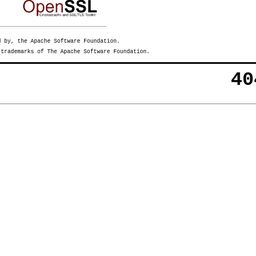 OpenSSL
Cryptography and SSL/TLS Toolkit
by, the Apache Software Foundation.
trademarks of The Apache Software Foundation.
404